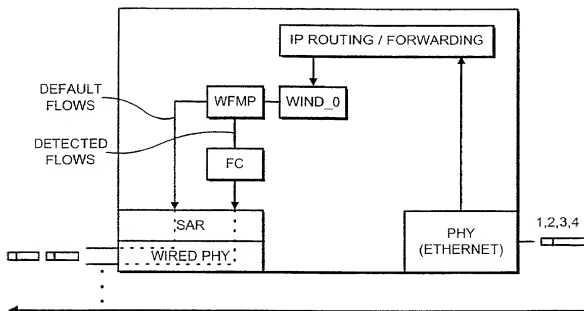 IP ROUTING / FORWARDING
DEFAULT
FLOWS
WFMP
WIND_0
DETECTED
FLOWS
FC
SAR
WIRED PHY
PHY
(ETHERNET)
1,2,3,4